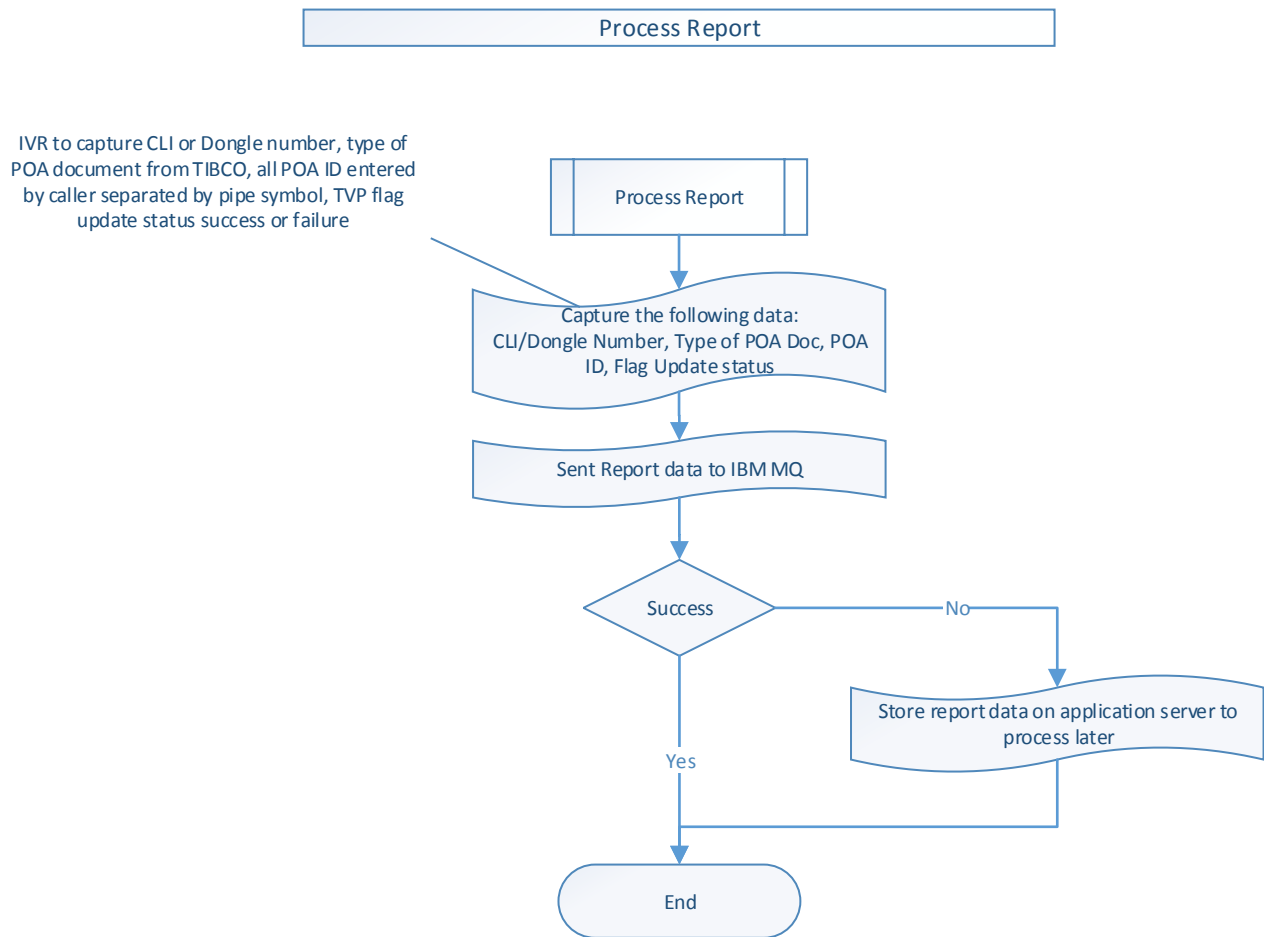 Process Report
IVR to capture CLI or Dongle number, type of
POA document from TIBCO, all POA ID entered
by caller separated by pipe symbol, TVP flag
update status success or failure
Process Report
Capture the following data:
CLI/Dongle Number, Type of POA Doc, POA
ID, Flag Update status
Sent Report data to IBM MQ
Success
No
Store report data on application server to
process later
Yes
End